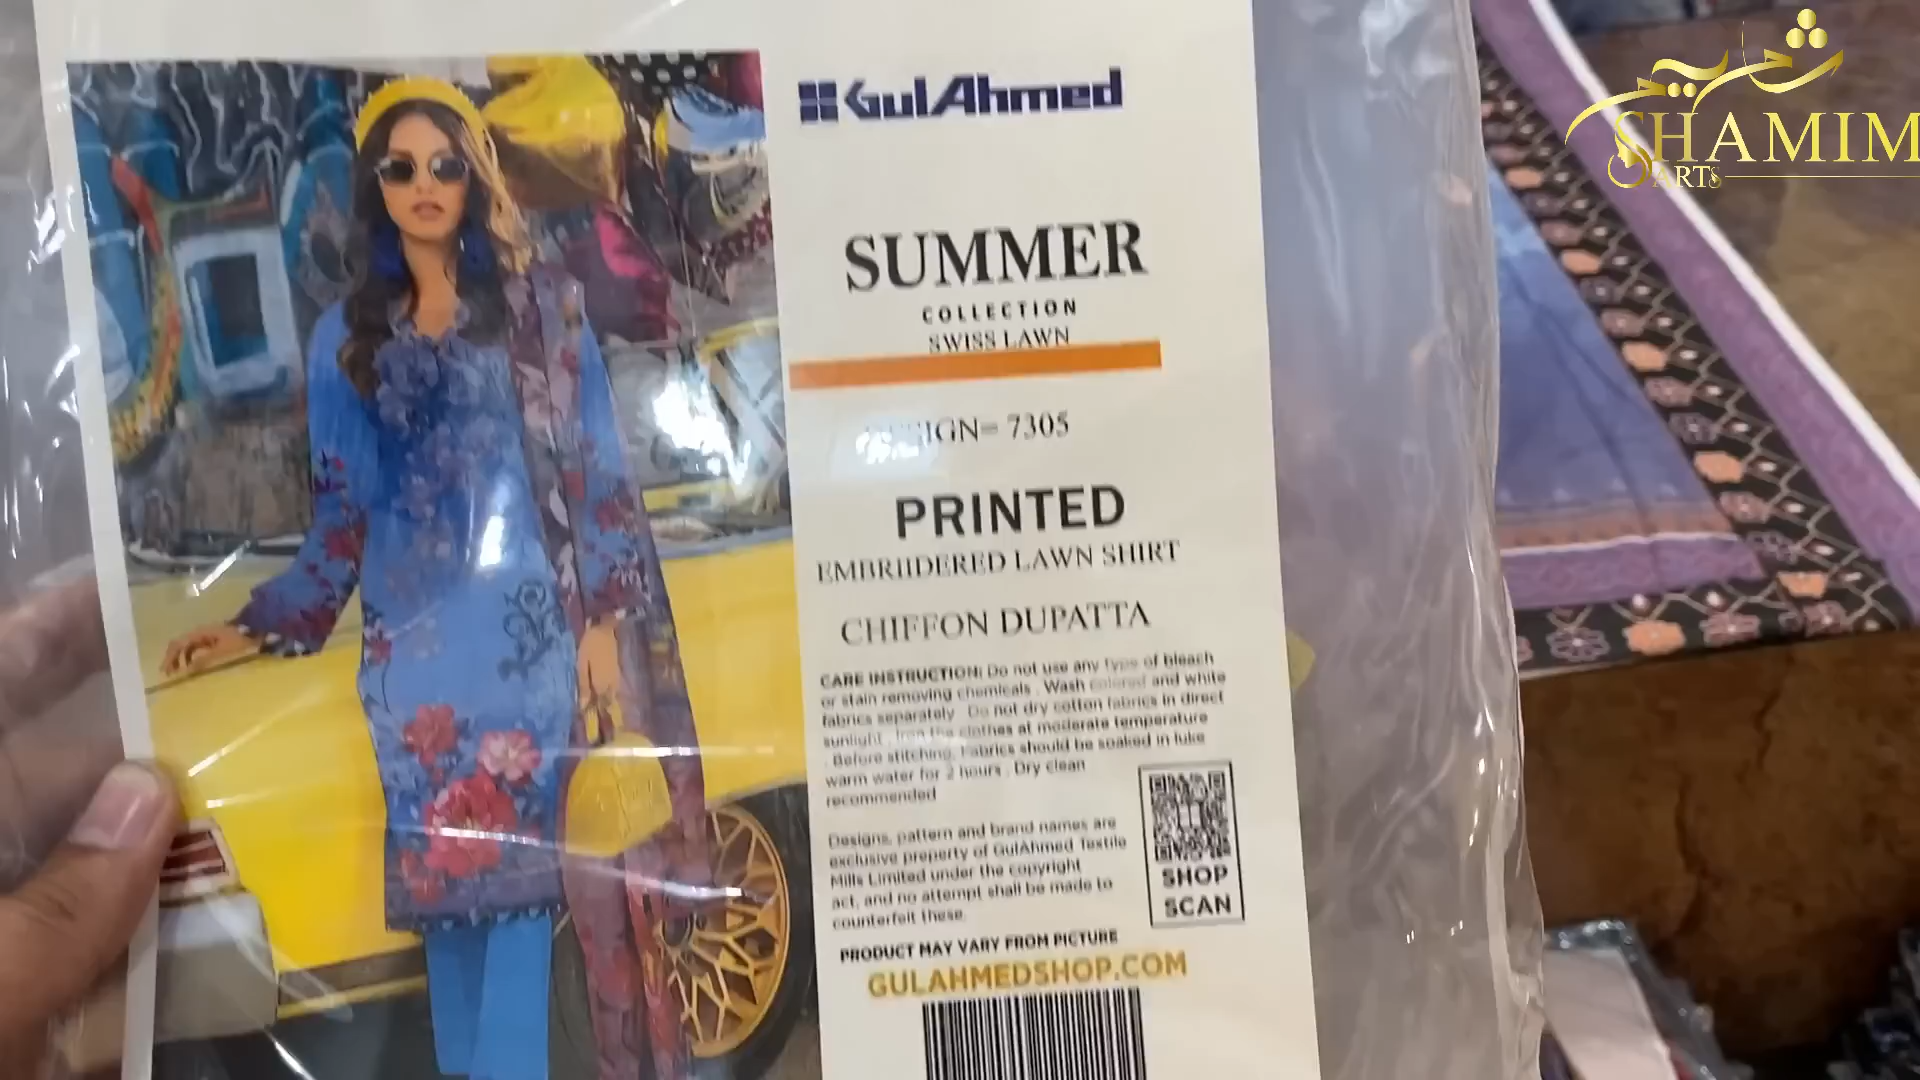 GulAhmed
SUMMER
COLLECTION
SWISS LAWN
DESIGN= 7305
PRINTED
EMBRIIDERED LAWN SHIRT
CHIFFON DUPATTA
CARE INSTRUCTION: Do not use any type of bleach
or stain removing chemicals . Wash colored and white
fabrics separately . Do not dry cotton fabrics in direct
sunlight , Iron the clothes at moderate temperature
. Before stitching, Fabrics should be soaked in luke
warm water for 2 hours . Dry clean
recommended
Designs, pattern and brand names are
exclusive property of GulAhmed Textile
Mills Limited under the copyright
act, and no attempt shall be made to
counterfeit these.
SHOP
SCAN
PRODUCT MAY VARY FROM PICTURE
GULAHMEDSHOP.COM
SHAMIM
ARTS